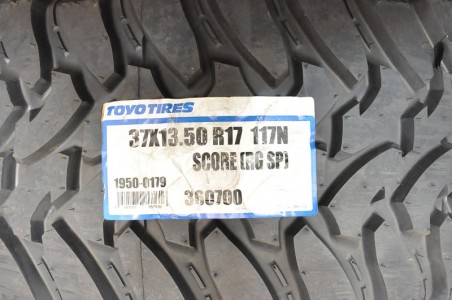 TOYO TIRES
37X13.50 R17 117N
SCORE (RG SP)
1950-0179
360700